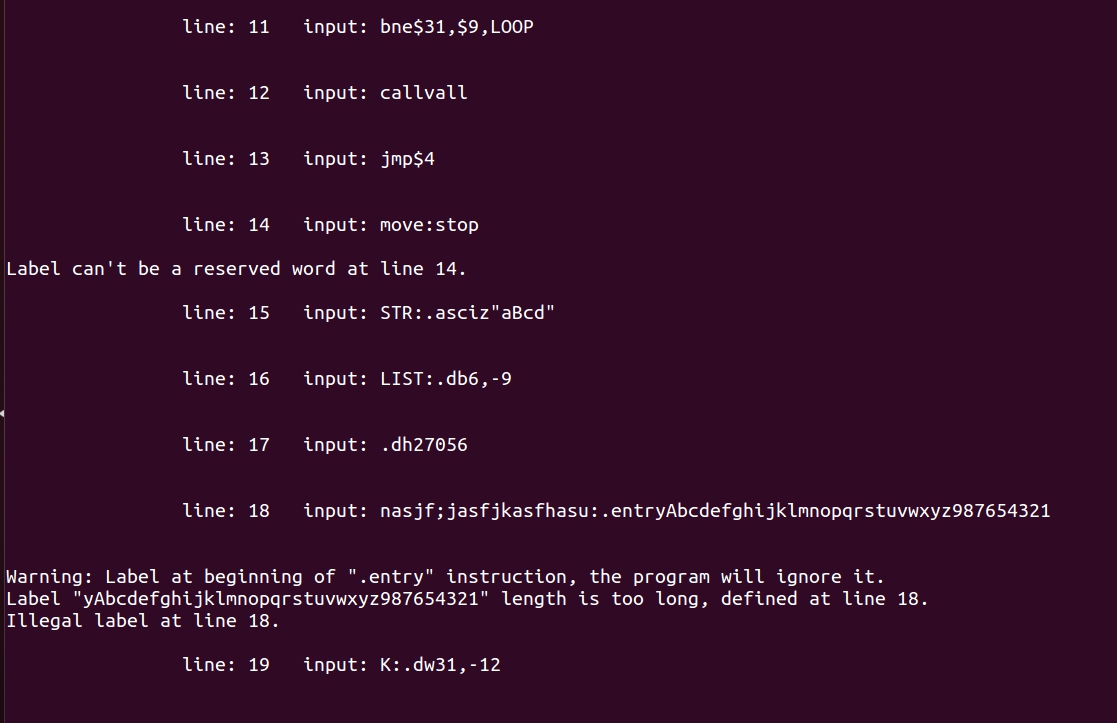 line: 11 input: bne$31,$9,LOOP
line: 12 input: callvall
line: 13 input: jmp$4
line: 14 input: move:stop
Label can't be a reserved word at line 14.
line: 15 input: STR:.asciz"aBcd"
line: 16 input: LIST:.db6,-9
line: 17 input: .dh27056
line: 18 input: nasjf;jasfjkasfhasu:.entryAbcdefghijklmnopqrstuvwxyz987654321
Warning: Label at beginning of ".entry" instruction, the program will ignore it.
Label "yAbcdefghijklmnopqrstuvwxyz987654321" length is too long, defined at line 18.
Illegal label at line 18.
line: 19 input: K:.dw31,-12